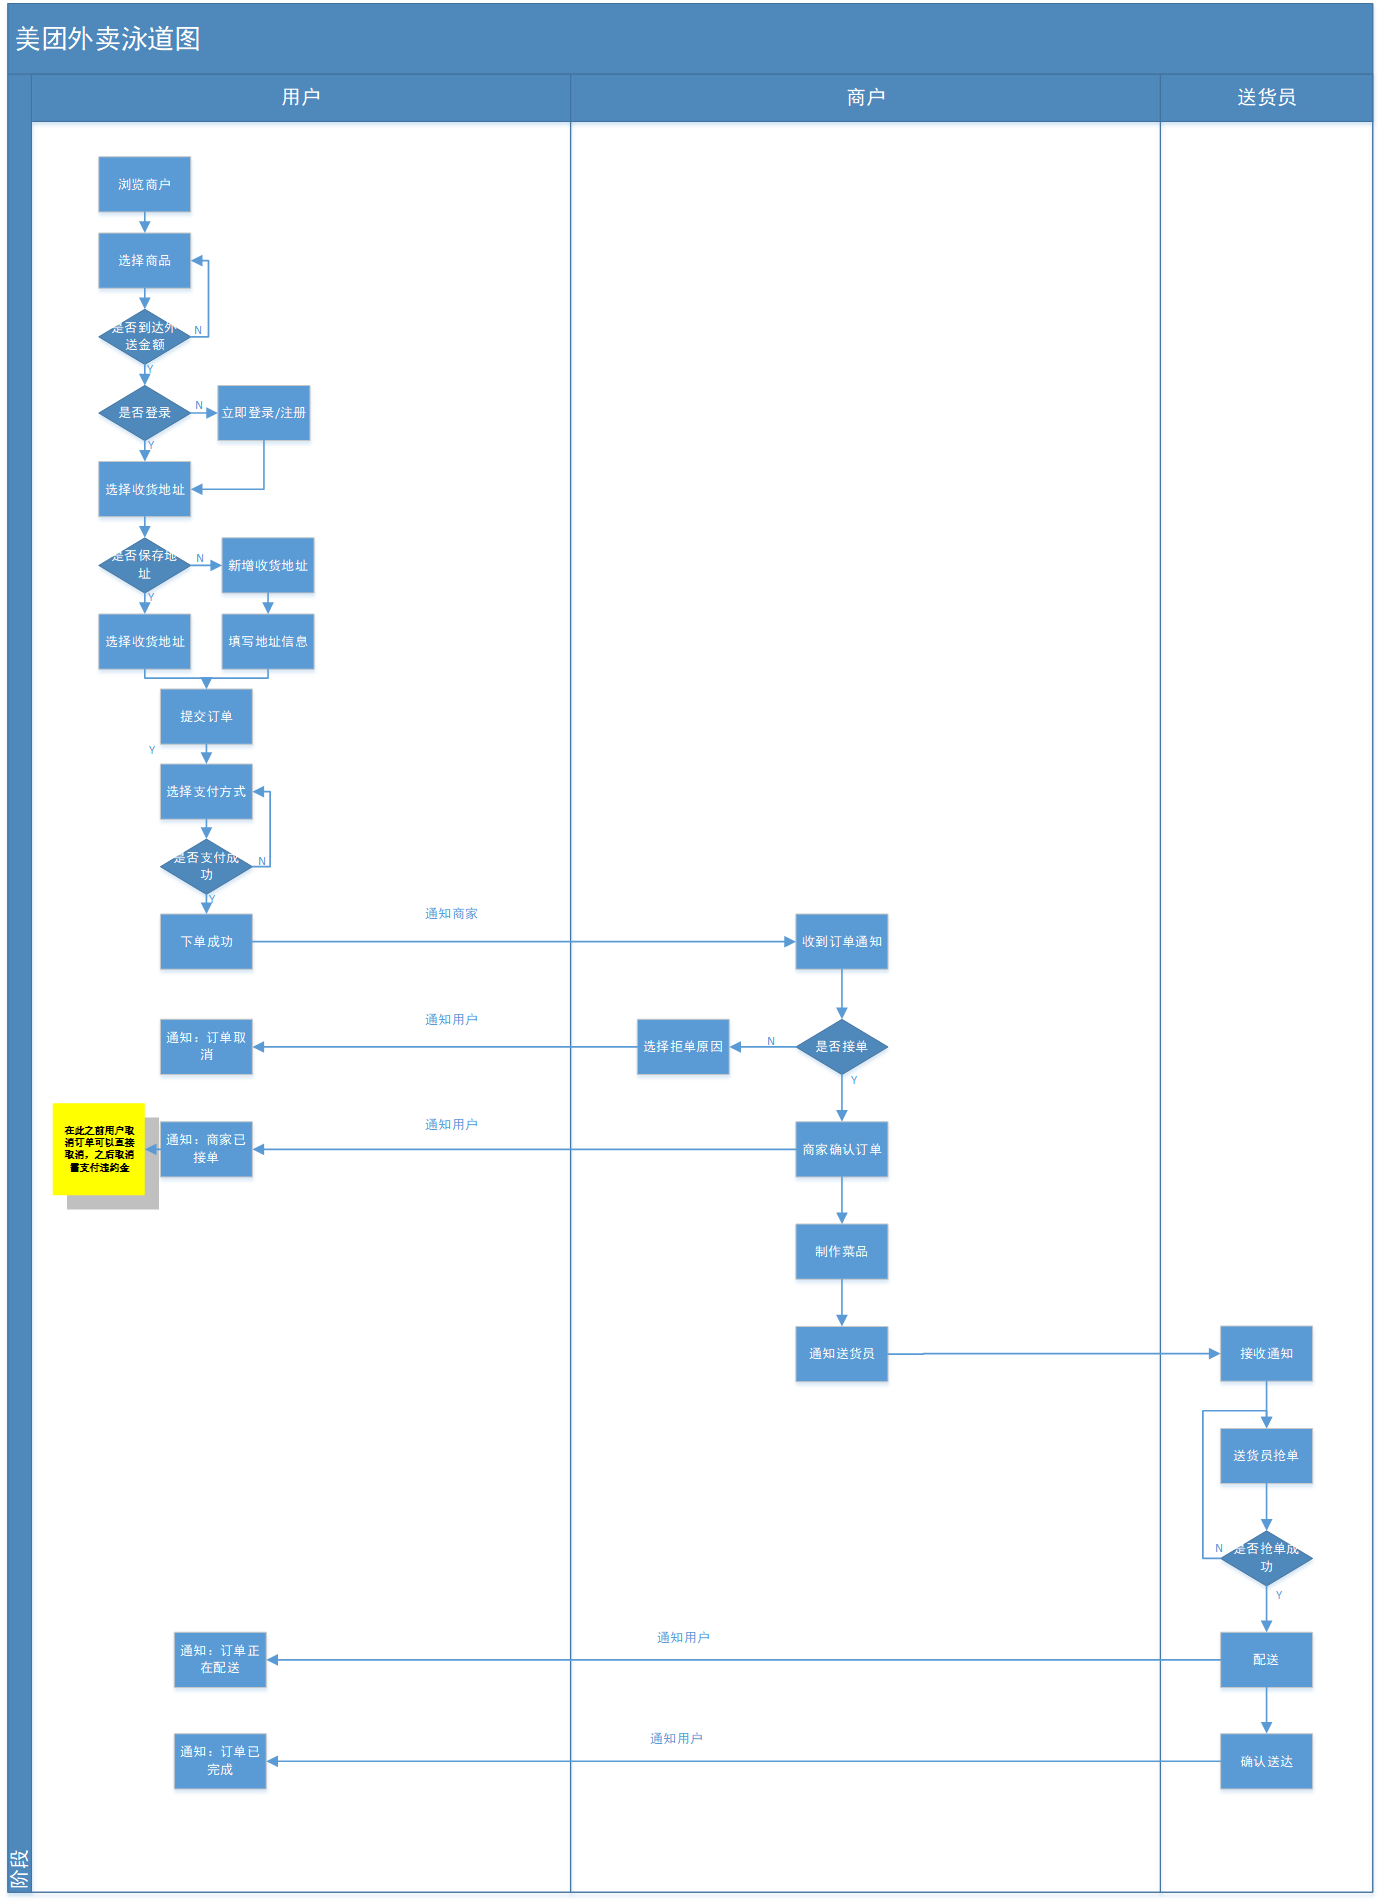 美团外卖泳道图
用户
商户
送货员
浏览商户
选择商品
是否到达外
送金额
N
Y
是否登录
N
立即登录/注册
Y
选择收货地址
是否保存地
址
N
新增收货地址
Y
选择收货地址
填写地址信息
提交订单
Y
选择支付方式
是否支付成
功
N
Y
下单成功
通知商家
收到订单通知
通知：订单取
消
通知用户
选择拒单原因
N
是否接单
Y
在此之前用户取
消订单可以直接
取消，之后取消
需支付违约金
通知：商家已
接单
通知用户
商家确认订单
制作菜品
通知送货员
接收通知
送货员抢单
N
是否抢单成
功
Y
通知：订单正
在配送
通知用户
配送
通知：订单已
完成
通知用户
确认送达
阶段